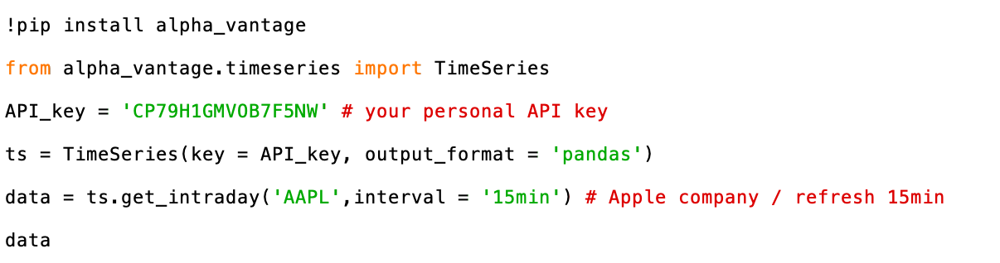 !pip install alpha_vantage
from alpha_vantage.timeseries import TimeSeries
API_key = 'CP79H1GMVOB7F5NW' # your personal API key
ts = TimeSeries(key = API_key, output_format = 'pandas')
data = ts.get_intraday('AAPL',interval = '15min') # Apple company / refresh 15min
data